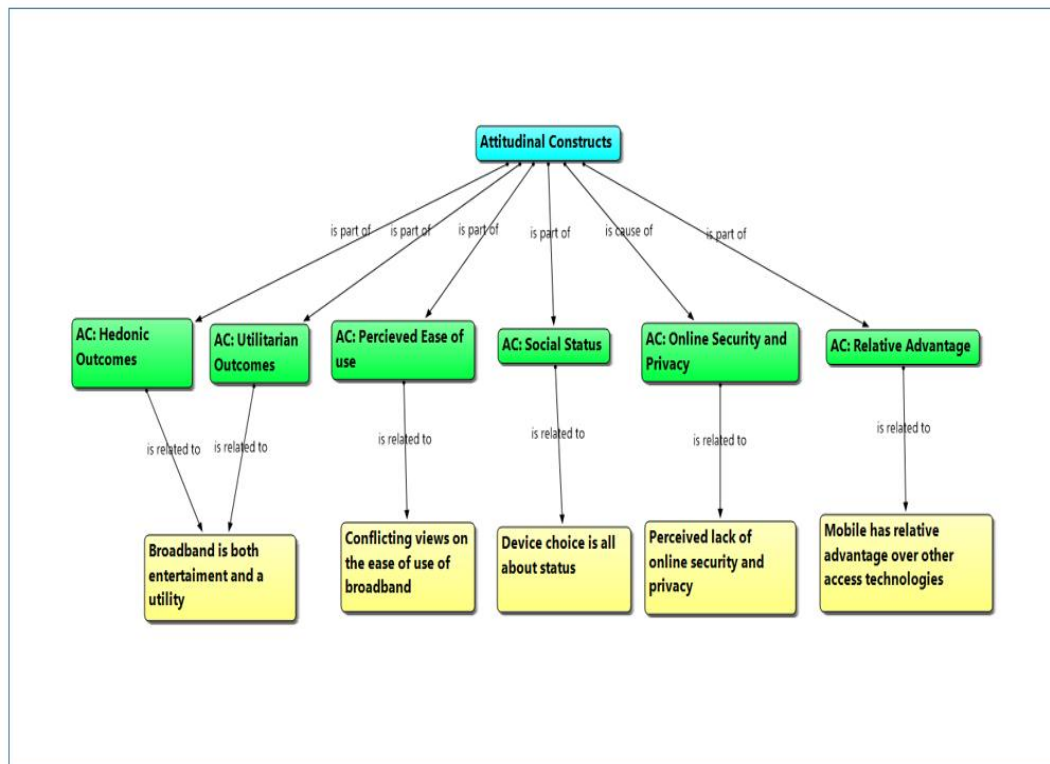 Attitudinal Constructs
is part of
is part of
is part of
is part of
is cause of
is part of
AC: Hedonic
Outcomes
AC: Utilitarian
Outcomes
AC: Percieved Ease of
use
AC: Social Status
AC: Online Security and
Privacy
AC: Relative Advantage
is related to
is related to
is related to
is related to
is related to
is related to
Broadband is both
entertaiment and a
utility
Conflicting views on
the ease of use of
broadband
Device choice is all
about status
Perceived lack of
online security and
privacy
Mobile has relative
advantage over other
access technologies